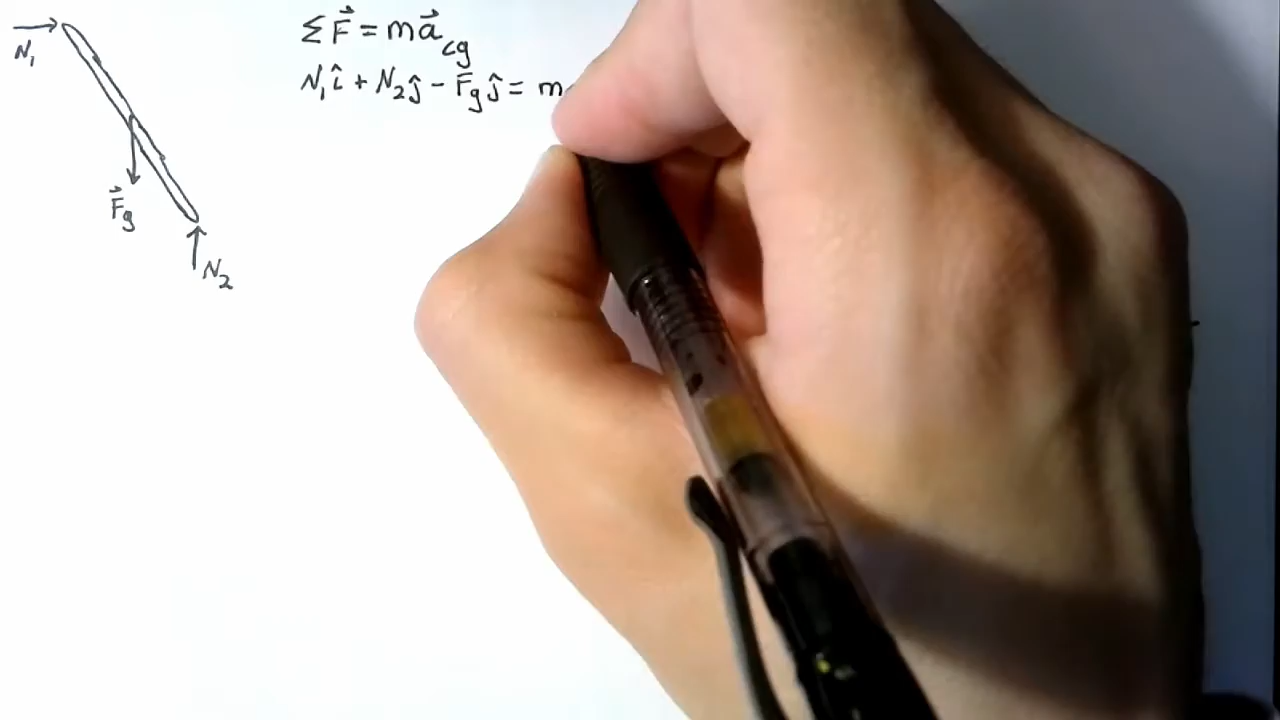 N₁
F⃗g
N₂
ΣF⃗ = ma⃗cg
N₁î + N₂ĵ - Fgĵ = m